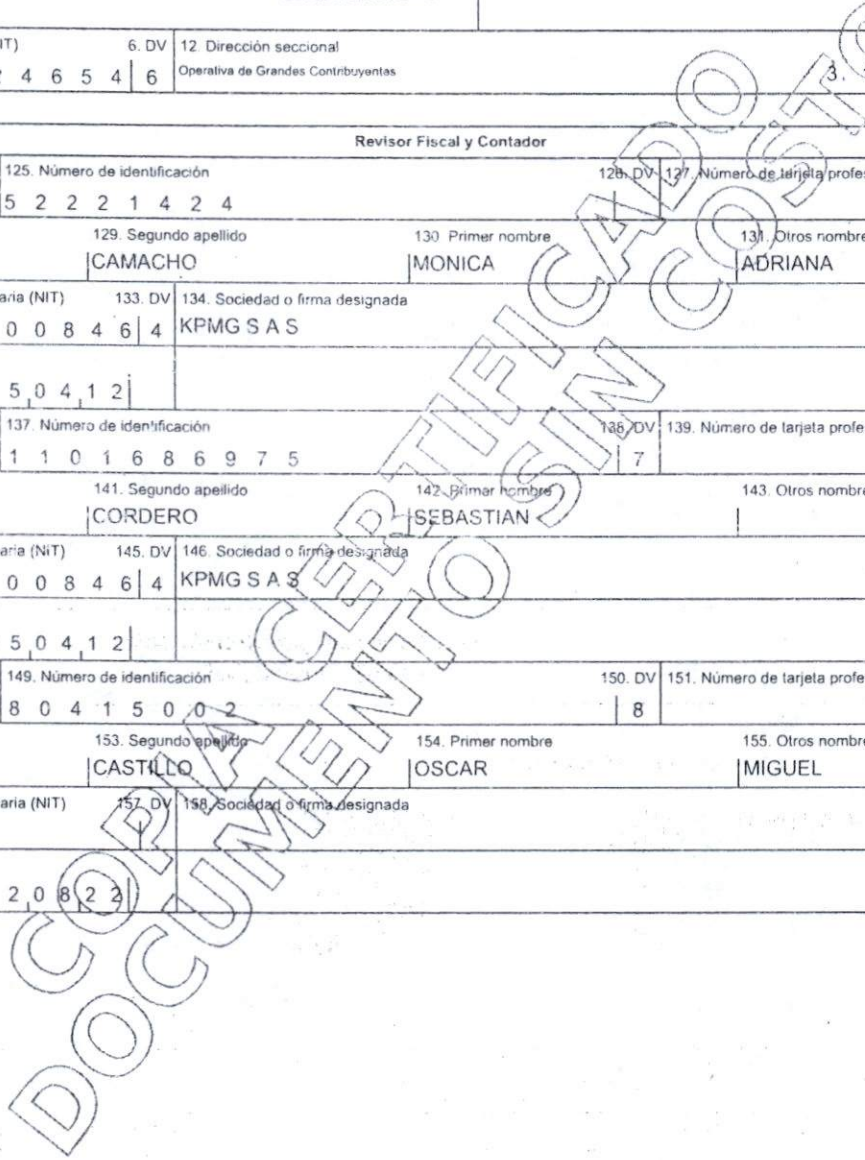 IT) 6. DV 12. Dirección seccional
2 4 6 5 4 6 Operativa de Grandes Contribuyentes 3.
Revisor Fiscal y Contador
125. Número de identificación 126. DV 127. Número de tarjeta profes
5 2 2 2 1 4 2 4
129. Segundo apellido 130. Primer nombre 131. Otros nombre
CAMACHO MONICA ADRIANA
aria (NIT) 133. DV 134. Sociedad o firma designada
0 0 8 4 6 4 KPMG S A S
5 0 4 1 2
137. Número de identificación 138. DV 139. Número de tarjeta profe
1 1 0 1 6 8 6 9 7 5 7
141. Segundo apellido 142. Primer nombre 143. Otros nombre
CORDERO SEBASTIAN
aria (NIT) 145. DV 146. Sociedad o firma designada
0 0 8 4 6 4 KPMG S A S
5 0 4 1 2
149. Número de identificación 150. DV 151. Número de tarjeta profe
8 0 4 1 5 0 0 2 8
153. Segundo apellido 154. Primer nombre 155. Otros nombre
CASTILLO OSCAR MIGUEL
aria (NIT) 157. DV 158. Sociedad o firma designada
2 0 8 2 2
COPIA CERTIFICADO
DOCUMENTO SIN COSTO